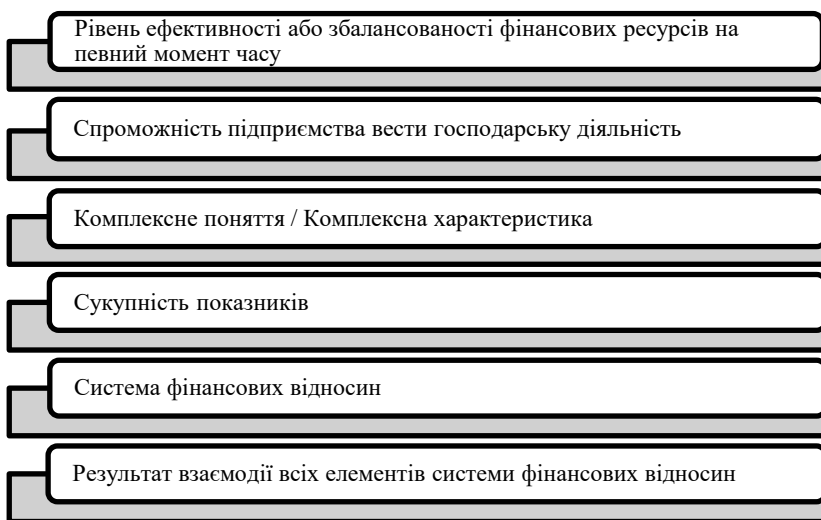 Рівень ефективності або збалансованості фінансових ресурсів на
певний момент часу
Спроможність підприємства вести господарську діяльність
Комплексне поняття / Комплексна характеристика
Сукупність показників
Система фінансових відносин
Результат взаємодії всіх елементів системи фінансових відносин